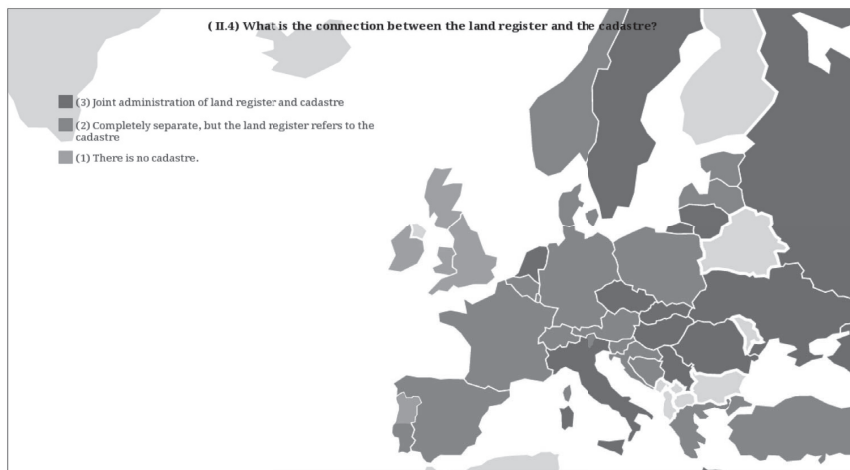 ( II.4) What is the connection between the land register and the cadastre?
(3) Joint administration of land register and cadastre
(2) Completely separate, but the land register refers to the
cadastre
(1) There is no cadastre.